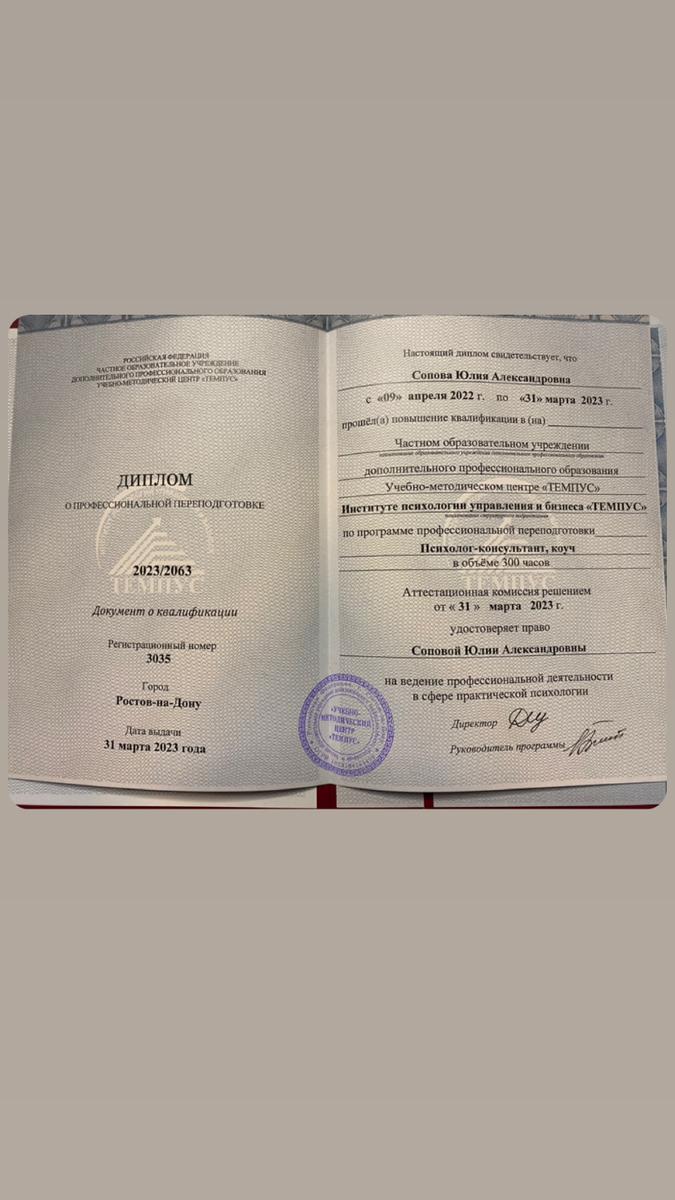 РОССИЙСКАЯ ФЕДЕРАЦИЯ
ЧАСТНОЕ ОБРАЗОВАТЕЛЬНОЕ УЧРЕЖДЕНИЕ
ДОПОЛНИТЕЛЬНОГО ПРОФЕССИОНАЛЬНОГО ОБРАЗОВАНИЯ
УЧЕБНО-МЕТОДИЧЕСКИЙ ЦЕНТР «ТЕМПУС»
ДИПЛОМ
О ПРОФЕССИОНАЛЬНОЙ ПЕРЕПОДГОТОВКЕ
2023/2063
ТЕМПУС
Документ о квалификации
Регистрационный номер
3035
Город
Ростов-на-Дону
Дата выдачи
31 марта 2023 года
Настоящий диплом свидетельствует, что
Сопова Юлия Александровна
с «09» апреля 2022 г. по «31» марта 2023 г.
прошёл(а) повышение квалификации в (на)
Частном образовательном учреждении
дополнительного профессионального образования
Учебно-методическом центре «ТЕМПУС»
Институте психологии управления и бизнеса «ТЕМПУС»
по программе профессиональной переподготовки
Психолог-консультант, коуч
в объёме 300 часов
ТЕМПУС
Аттестационная комиссия решением
от « 31 » марта 2023 г.
удостоверяет право
Соповой Юлии Александровны
на ведение профессиональной деятельности
в сфере практической психологии
Директор
Руководитель программы
«УЧЕБНО-
МЕТОДИЧЕСКИЙ
ЦЕНТР
«ТЕМПУС»